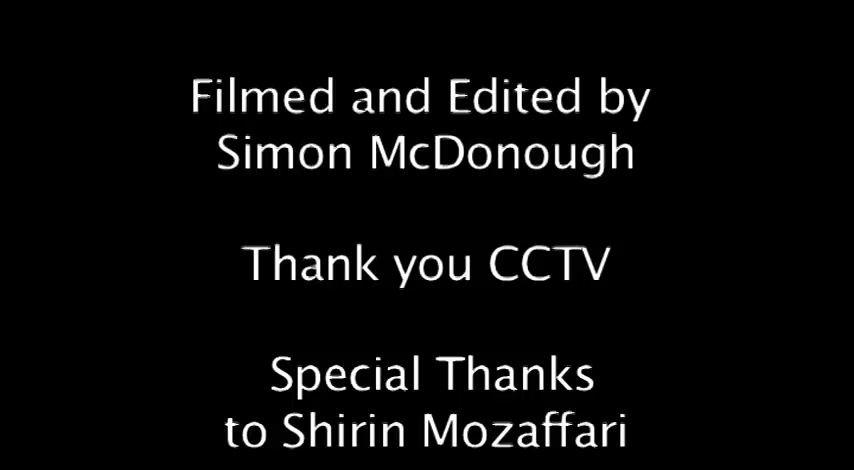 Filmed and Edited by
Simon McDonough
Thank you CCTV
Special Thanks
to Shirin Mozaffari